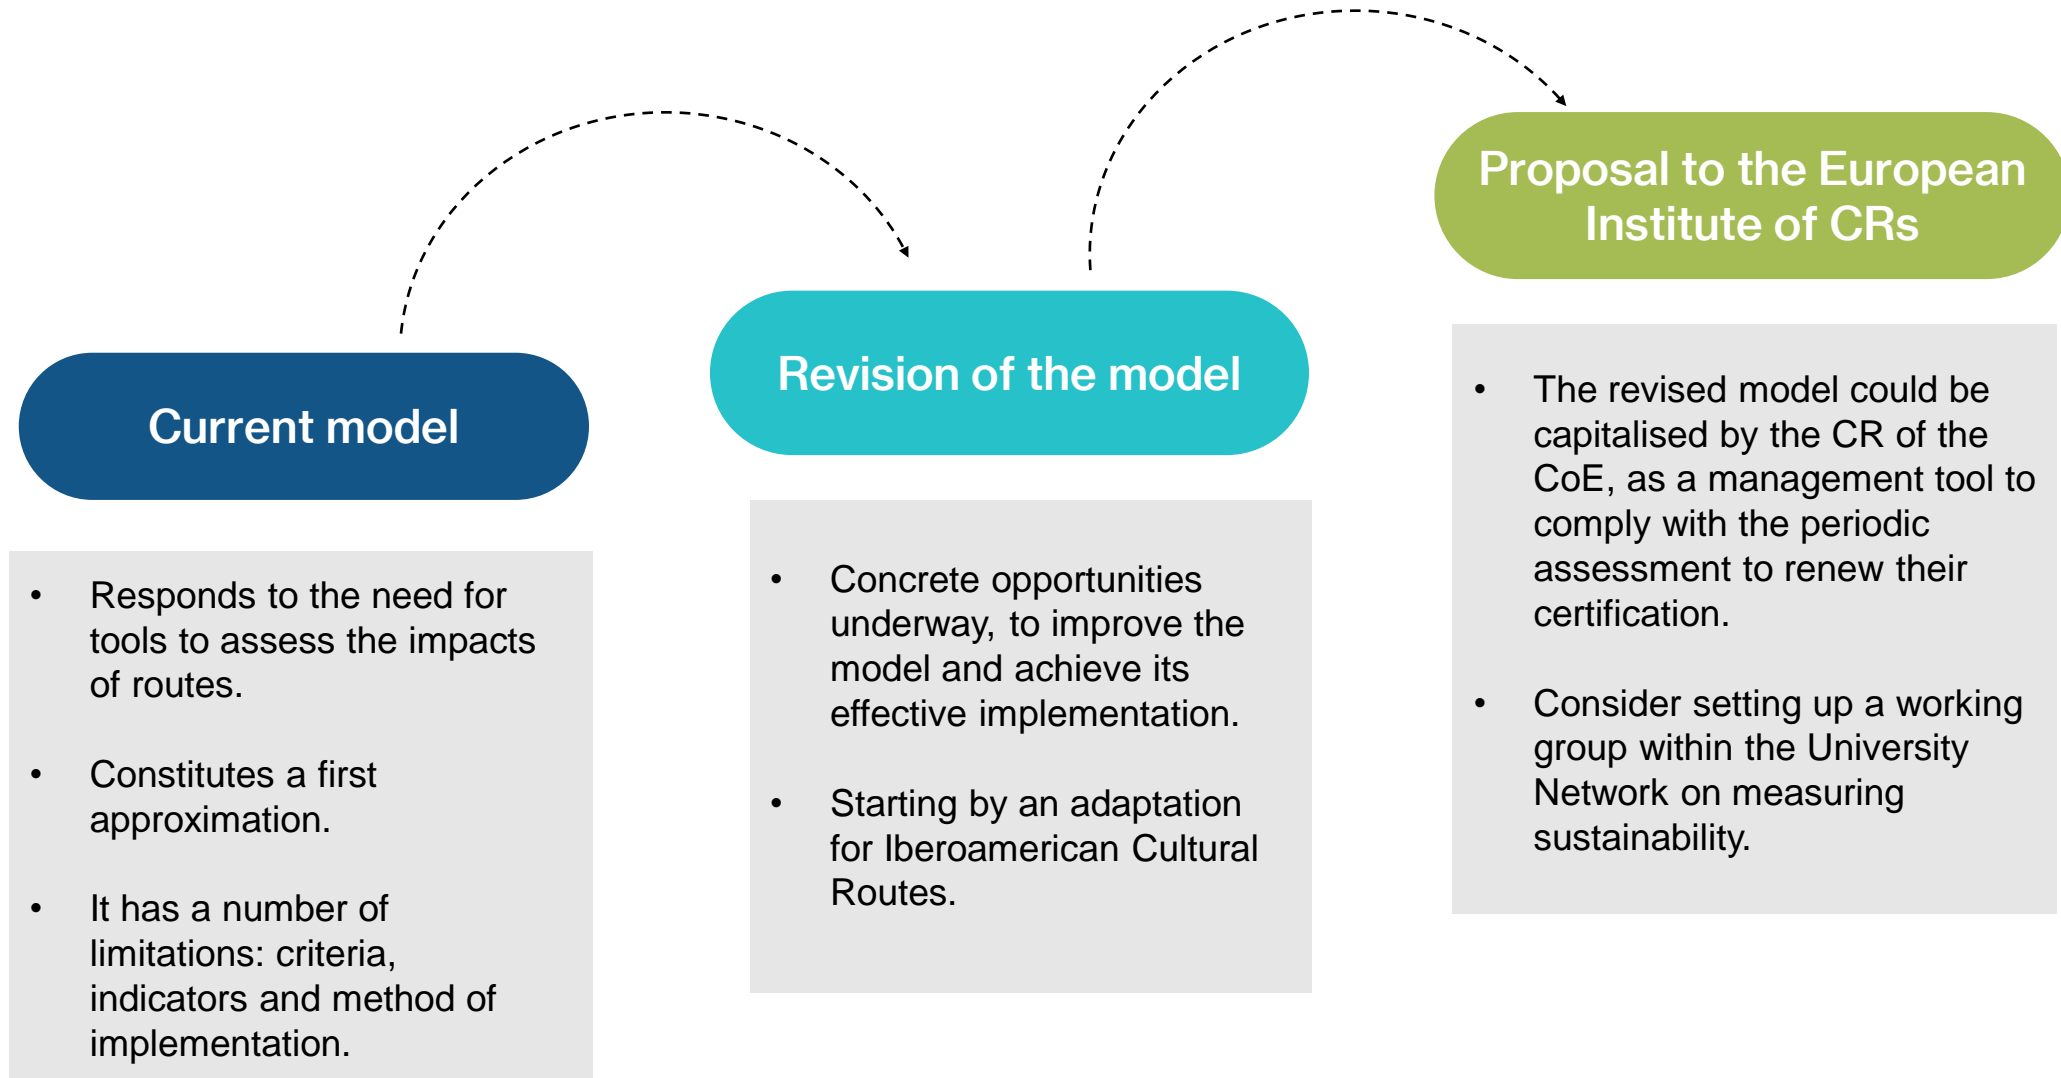 Current model
• Responds to the need for
tools to assess the impacts
of routes.
• Constitutes a first
approximation.
• It has a number of
limitations: criteria,
indicators and method of
implementation.
Revision of the model
• Concrete opportunities
underway, to improve the
model and achieve its
effective implementation.
• Starting by an adaptation
for Iberoamerican Cultural
Routes.
Proposal to the European
Institute of CRs
• The revised model could be
capitalised by the CR of the
CoE, as a management tool to
comply with the periodic
assessment to renew their
certification.
• Consider setting up a working
group within the University
Network on measuring
sustainability.